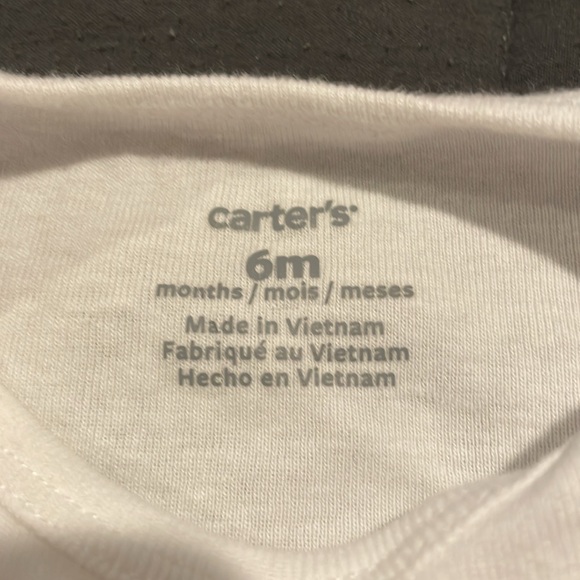 carter's
6m
months / mois / meses
Made in Vietnam
Fabriqué au Vietnam
Hecho en Vietnam